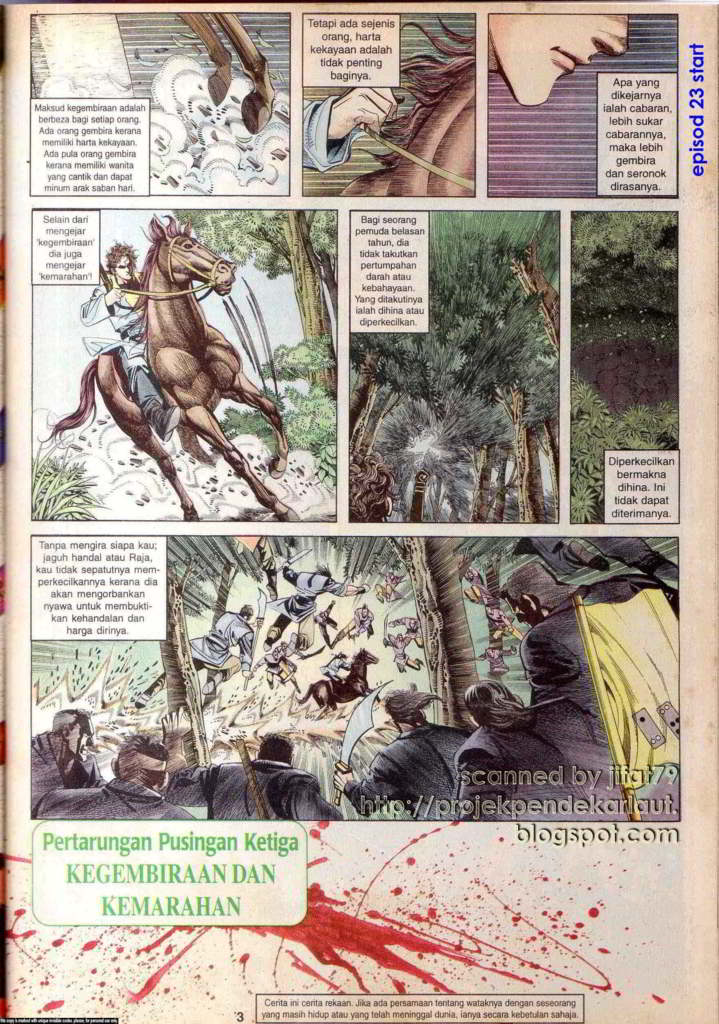 episod 23 start
Maksud kegembiraan adalah
berbeza bagi setiap orang.
Ada orang gembira kerana
memiliki harta kekayaan.
Ada pula orang gembira
kerana memiliki wanita
yang cantik dan dapat
minum arak saban hari.
Tetapi ada sejenis
orang, harta
kekayaan adalah
tidak penting
baginya.
Apa yang
dikejarnya
ialah cabaran,
lebih sukar
cabarannya,
maka lebih
gembira
dan seronok
dirasanya.
Selain dari
mengejar
'kegembiraan'
dia juga
mengejar
'kemarahan'!
Bagi seorang
pemuda belasan
tahun, dia
tidak takutkan
pertumpahan
darah atau
kebahayaan.
Yang ditakutinya
ialah dihina atau
diperkecilkan.
Diperkecilkan
bermakna
dihina. Ini
tidak dapat
diterimanya.
Tanpa mengira siapa kau;
jaguh handal atau Raja,
kau tidak sepatutnya mem-
perkecilkannya kerana dia
akan mengorbankan
nyawa untuk membukti-
kan kehandalan dan
harga dirinya.
scanned by jifat79
http://projekpendekarlaut.
blogspot.com
Pertarungan Pusingan Ketiga
KEGEMBIRAAN DAN
KEMARAHAN
3
Cerita ini cerita rekaan. Jika ada persamaan tentang wataknya dengan seseorang
yang masih hidup atau yang telah meninggal dunia, ianya secara kebetulan sahaja.